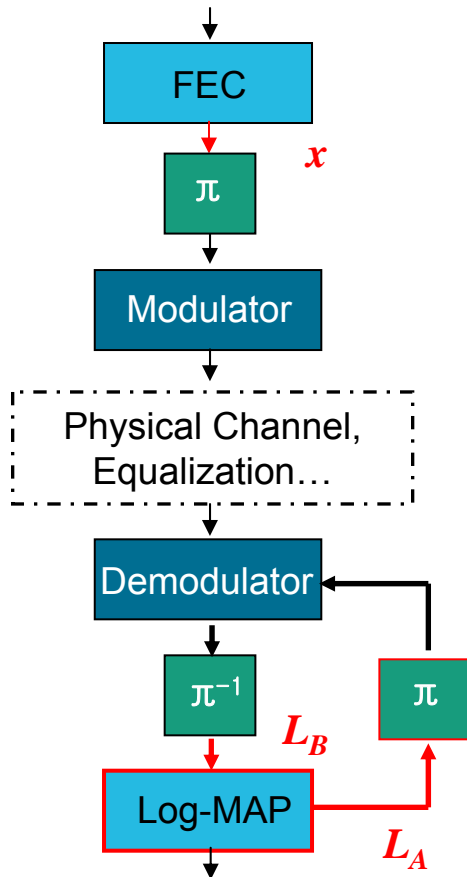 FEC
x
π
Modulator
Physical Channel,
Equalization…
Demodulator
π⁻¹
π
L_B
Log-MAP
L_A